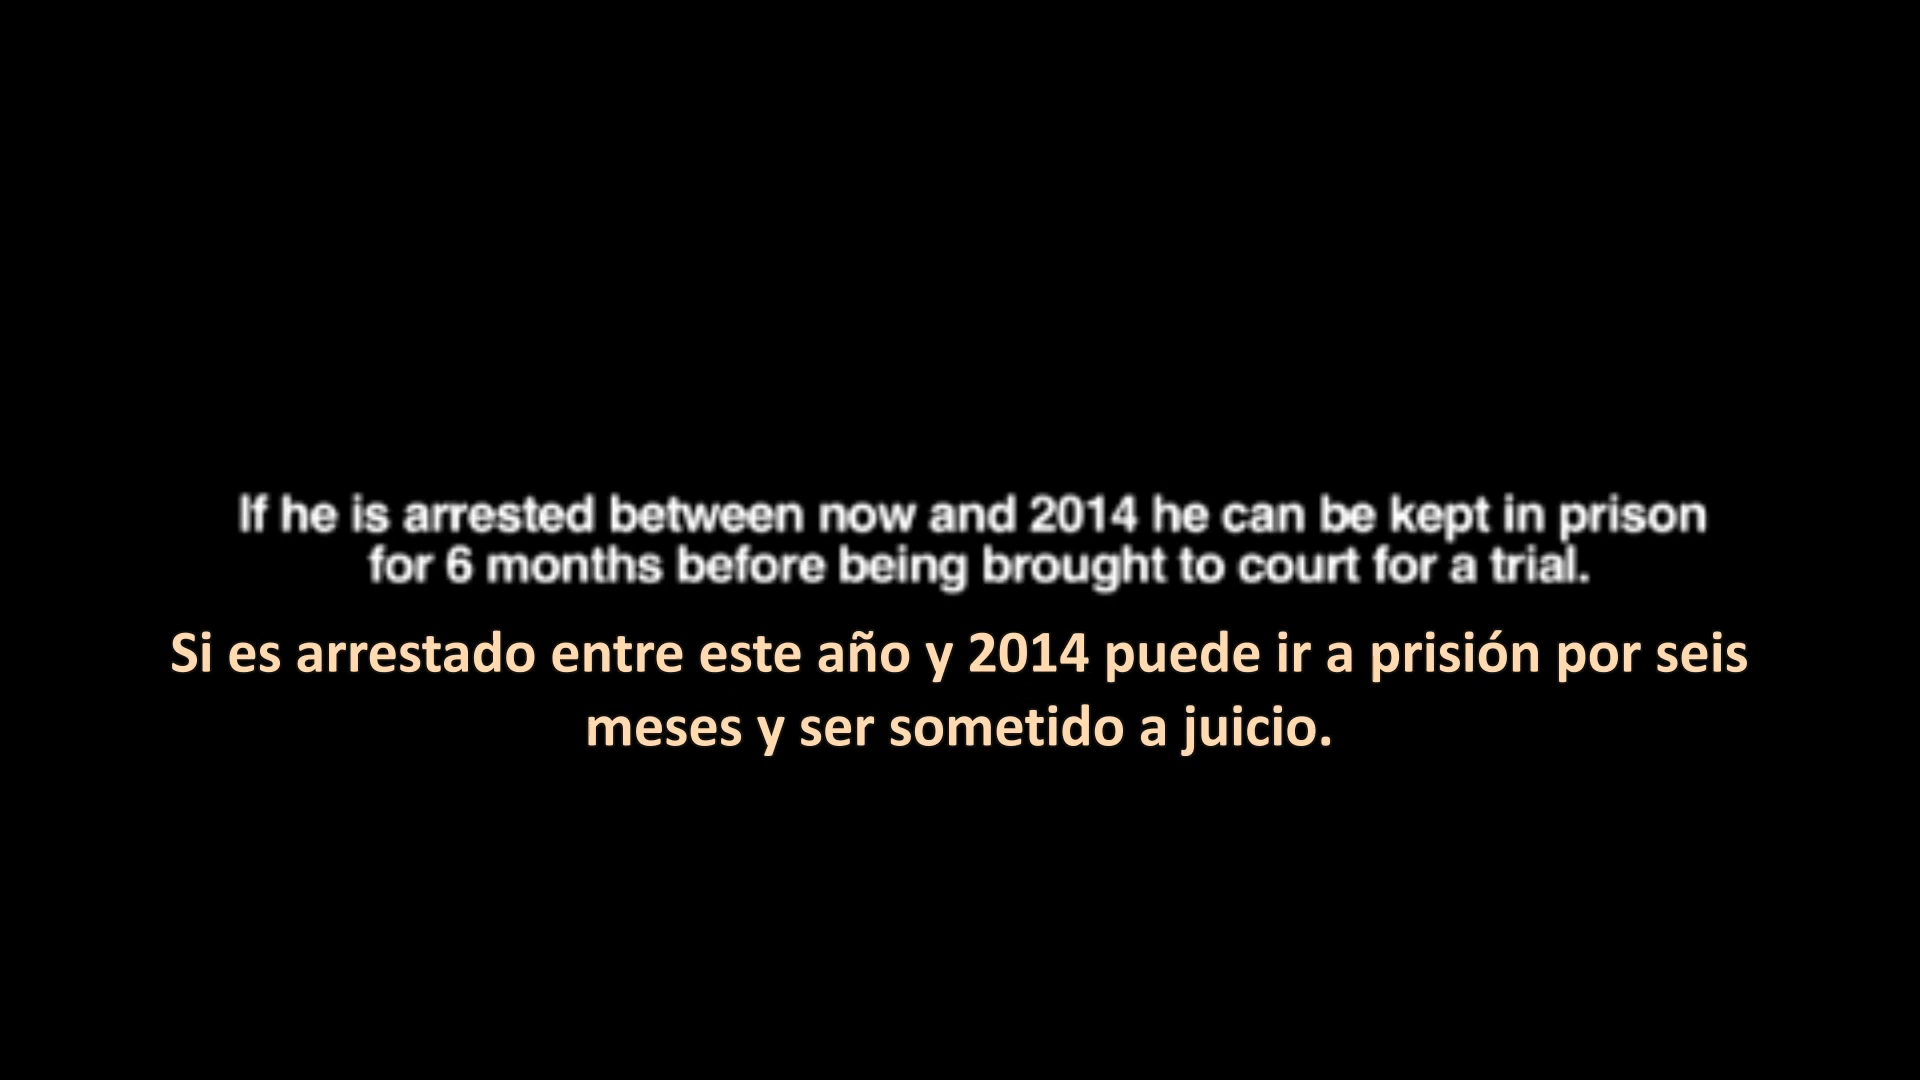 If he is arrested between now and 2014 he can be kept in prison
for 6 months before being brought to court for a trial.
Si es arrestado entre este año y 2014 puede ir a prisión por seis
meses y ser sometido a juicio.